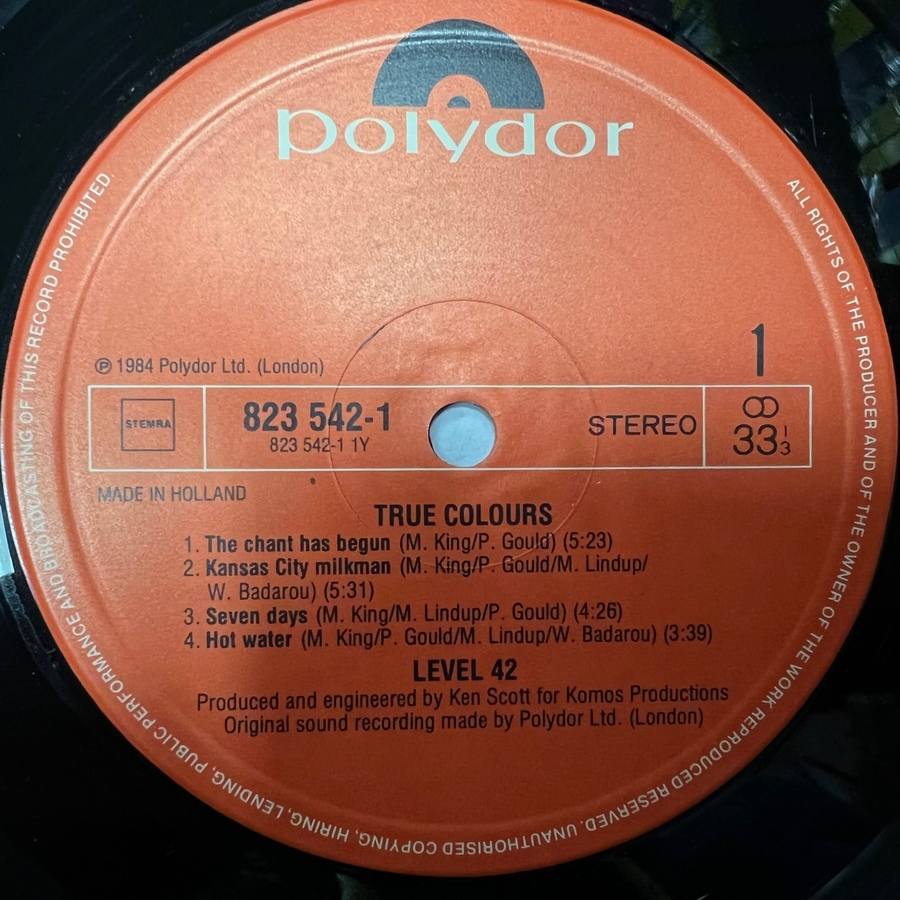 polydor
ALL RIGHTS OF THE PRODUCER AND OF THE OWNER OF THE WORK REPRODUCED RESERVED. UNAUTHORISED COPYING, HIRING, LENDING, PUBLIC PERFORMANCE AND BROADCASTING OF THIS RECORD PROHIBITED.
1
℗ 1984 Polydor Ltd. (London)
STEMRA
823 542-1
823 542-1 1Y
STEREO
33 1/3
MADE IN HOLLAND
TRUE COLOURS
1. The chant has begun (M. King/P. Gould) (5:23)
2. Kansas City milkman (M. King/P. Gould/M. Lindup/
W. Badarou) (5:31)
3. Seven days (M. King/M. Lindup/P. Gould) (4:26)
4. Hot water (M. King/P. Gould/M. Lindup/W. Badarou) (3:39)
LEVEL 42
Produced and engineered by Ken Scott for Komos Productions
Original sound recording made by Polydor Ltd. (London)